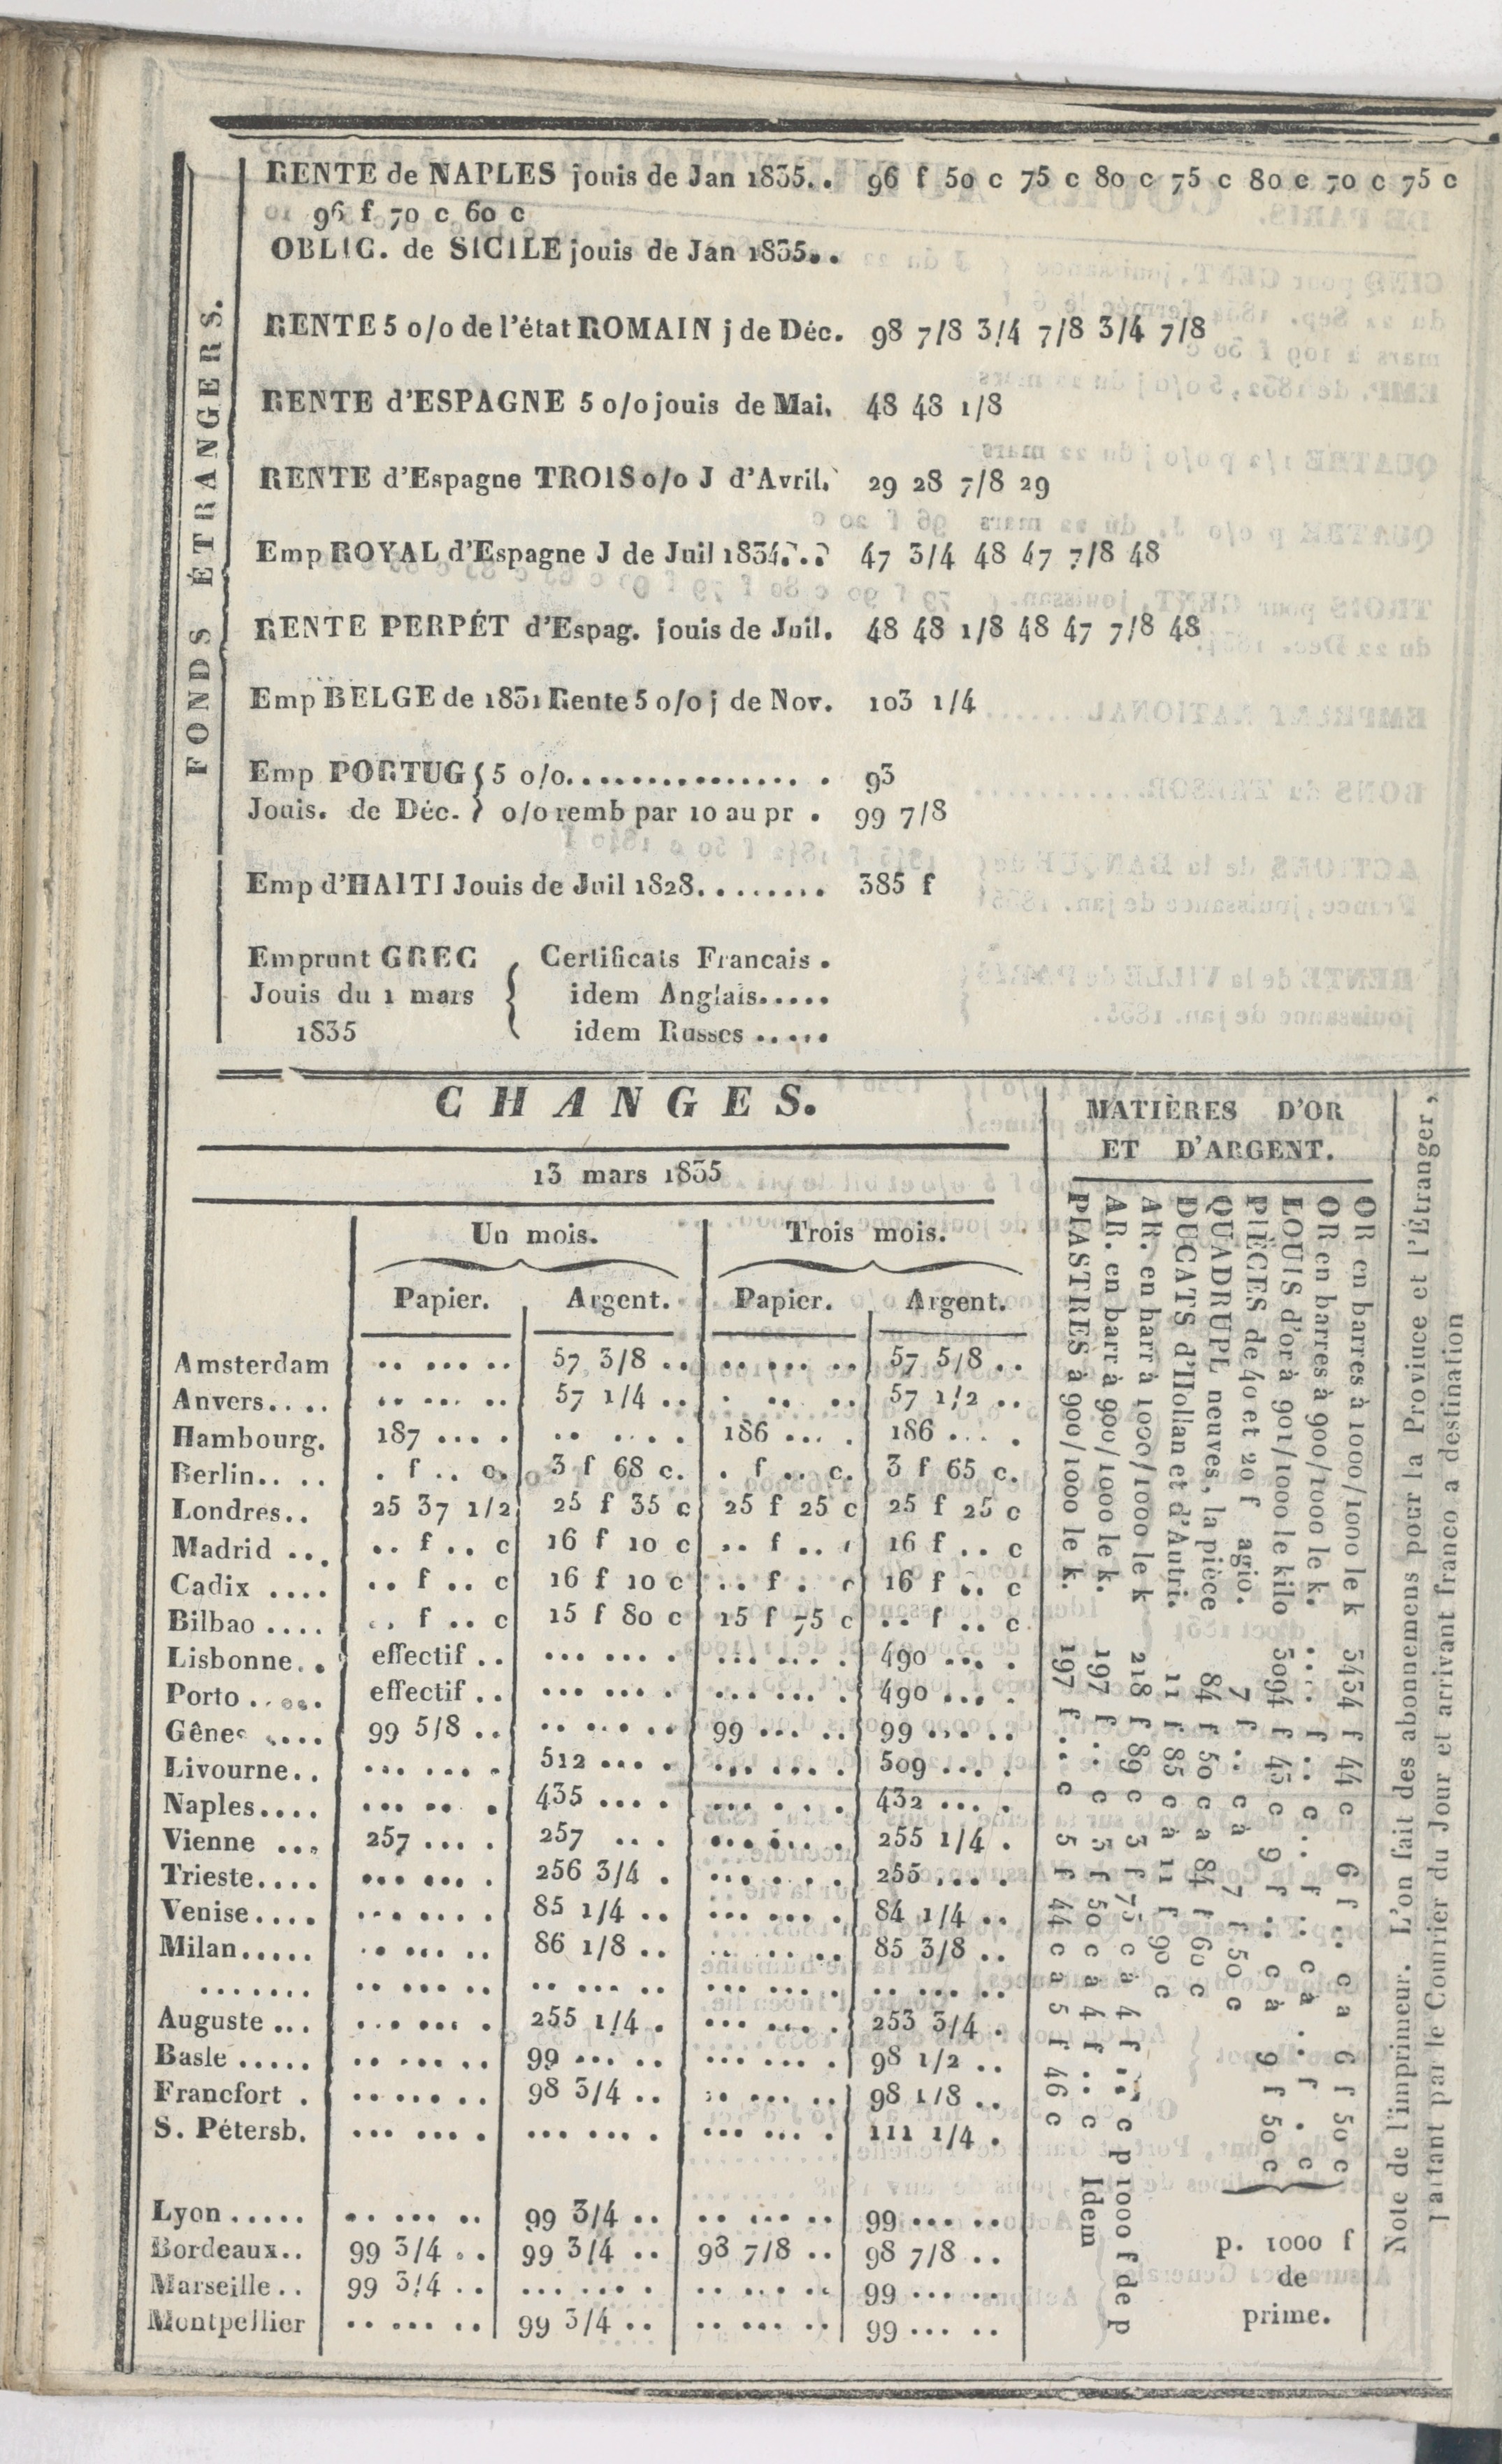 FONDS ÉTRANGERS.
RENTE de NAPLES jouis de Jan 1835.. 96 f 50 c 75 c 80 c 75 c 80 c 70 c 75 c
96 f 70 c 60 c
OBLIG. de SICILE jouis de Jan 1835..
RENTE 5 o/o de l'état ROMAIN j de Déc. 98 7/8 3/4 7/8 3/4 7/8
RENTE d'ESPAGNE 5 o/o jouis de Mai. 48 48 1/8
RENTE d'Espagne TROIS o/o J d'Avril. 29 28 7/8 29
Emp ROYAL d'Espagne J de Juil 1834... 47 3/4 48 47 7/8 48
RENTE PERPÉT d'Espag. jouis de Juil. 48 48 1/8 48 47 7/8 48
Emp BELGE de 1831 Rente 5 o/o j de Nov. 103 1/4
Emp PORTUG { 5 o/o................ 93
Jouis. de Déc. } o/o remb par 10 au pr . 99 7/8
Emp d'HAITI Jouis de Juil 1828........ 385 f
Emprunt GREC { Certificats Francais .
Jouis du 1 mars idem Anglais.....
1835 idem Russes .....
CHANGES.
13 mars 1835
Un mois. Trois mois.
Papier. Argent. Papier. Argent.
Amsterdam .. ... .. 57 3/8 .. .. ... .. 57 5/8 ..
Anvers.... .. ... .. 57 1/4 .. . .. .. 57 1/2 ..
Hambourg. 187 .... . .. .... 186 ... . 186 ... .
Berlin.... . f .. c. 3 f 68 c. . f .. c. 3 f 65 c.
Londres.. 25 37 1/2 25 f 35 c 25 f 25 c 25 f 25 c
Madrid ... .. f .. c 16 f 10 c .. f .. 16 f .. c
Cadix .... .. f .. c 16 f 10 c .. f . c 16 f .. c
Bilbao .... .. f .. c 15 f 80 c 15 f 75 c .. f .. c
Lisbonne.. effectif .. ... ... . ... ... . 490 ... .
Porto ..... effectif .. ... ... . ... ... . 490 ... .
Gênes .... 99 5/8 .. .. ... .. 99 ... .. 99 ... ..
Livourne.. ... ... . 512 ... . ... ... . 509 ... .
Naples.... ... .. . 435 ... . ... .. . 432 ... .
Vienne ... 257 ... . 257 ... ... ... . 255 1/4 .
Trieste.... ... ... . 256 3/4 . ... .. . 255 ... .
Venise.... ... ... . 85 1/4 .. ... ... . 84 1/4 ..
Milan..... .. ... .. 86 1/8 .. .. ... .. 85 3/8 ..
....... .. ... .. .. ... .. ... ... . .. ... ..
Auguste ... ... ... . 255 1/4 . ... ... . 253 3/4 .
Basle ..... .. ... .. 99 ... .. ... ... . 98 1/2 ..
Francfort . .. ... .. 98 3/4 .. .. ... .. 98 1/8 ..
S. Pétersb. ... ... . ... ... . ... ... . 111 1/4 .
Lyon ..... .. ... .. 99 3/4 .. .. ... .. 99 ... ..
Bordeaux.. 99 3/4 .. 99 3/4 .. 98 7/8 .. 98 7/8 ..
Marseille.. 99 3/4 .. ... ... . .. ... .. 99 ... ..
Montpellier .. ... .. 99 3/4 .. .. ... .. 99 ... ..
MATIÈRES D'OR
ET D'ARGENT.
OR en barres à 1000/1000 le k 3434 f 44 c 6 f .. c a 6 f 50 c
OR en barres à 900/1000 le k. .... f .. c .. f .. c à . f . c
LOUIS d'or à 901/1000 le kilo 3094 f 43 c 9 f .. c à 9 f 50 c
PIÈCES de 40 et 20 f agio. 7 f .. c à 7 f 50 c
QUADRUPL neuves, la pièce 84 f 50 c a 84 f 60 c
DUCATS d'Hollan et d'Autri. 11 f 85 c à 11 f 90 c
AR. en barr à 1000/1000 le k 218 f 89 c 3 f 75 c à 4 f .. c p 1000 f de p
AR. en barr à 900/1000 le k. 197 f .. c 3 f 50 c a 4 f .. c Idem
PIASTRES à 900/1000 le k. 197 f .. c 5 f 44 c a 5 f 46 c
p. 1000 f
de
prime.
Note de l'imprimeur. L'on fait des abonnemens pour la Province et l'Étranger,
partant par le Courier du Jour et arrivant franco a destination